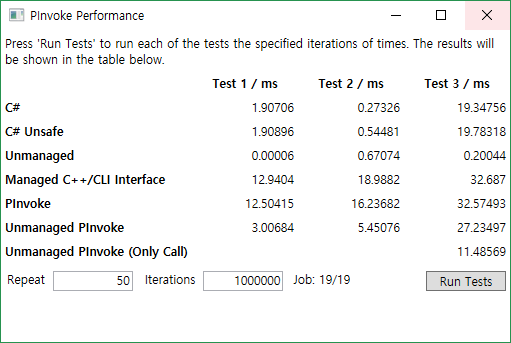 PInvoke Performance
Press 'Run Tests' to run each of the tests the specified iterations of times. The results will
be shown in the table below.
Test 1 / ms Test 2 / ms Test 3 / ms
C# 1.90706 0.27326 19.34756
C# Unsafe 1.90896 0.54481 19.78318
Unmanaged 0.00006 0.67074 0.20044
Managed C++/CLI Interface 12.9404 18.9882 32.687
PInvoke 12.50415 16.23682 32.57493
Unmanaged PInvoke 3.00684 5.45076 27.23497
Unmanaged PInvoke (Only Call) 11.48569
Repeat 50 Iterations 1000000 Job: 19/19 Run Tests